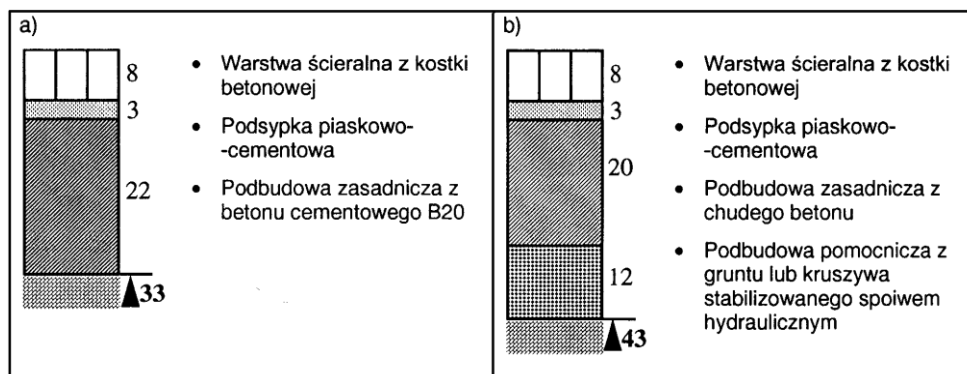 a)
8
3
22
33
• Warstwa ścieralna z kostki
betonowej
• Podsypka piaskowo-
-cementowa
• Podbudowa zasadnicza z
betonu cementowego B20
b)
8
3
20
12
43
• Warstwa ścieralna z kostki
betonowej
• Podsypka piaskowo-
-cementowa
• Podbudowa zasadnicza z
chudego betonu
• Podbudowa pomocnicza z
gruntu lub kruszywa
stabilizowanego spoiwem
hydraulicznym